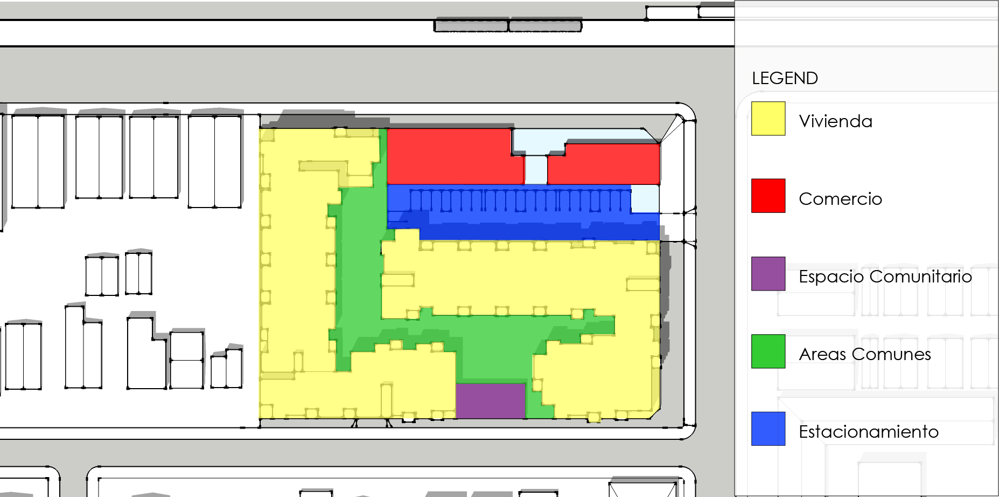 LEGEND
Vivienda
Comercio
Espacio Comunitario
Areas Comunes
Estacionamiento